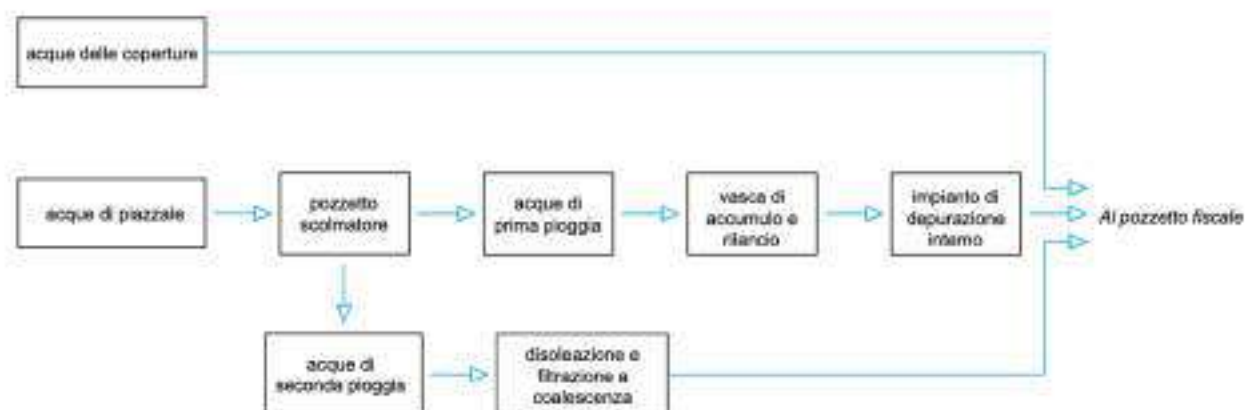 acque delle coperture
acque di piazzale
pozzetto
scolmatore
acque di
prima pioggia
vasca di
accumulo e
rilancio
impianto di
depurazione
interno
Al pozzetto fiscale
acque di
seconda pioggia
disoleazione e
filtrazione a
coalescenza